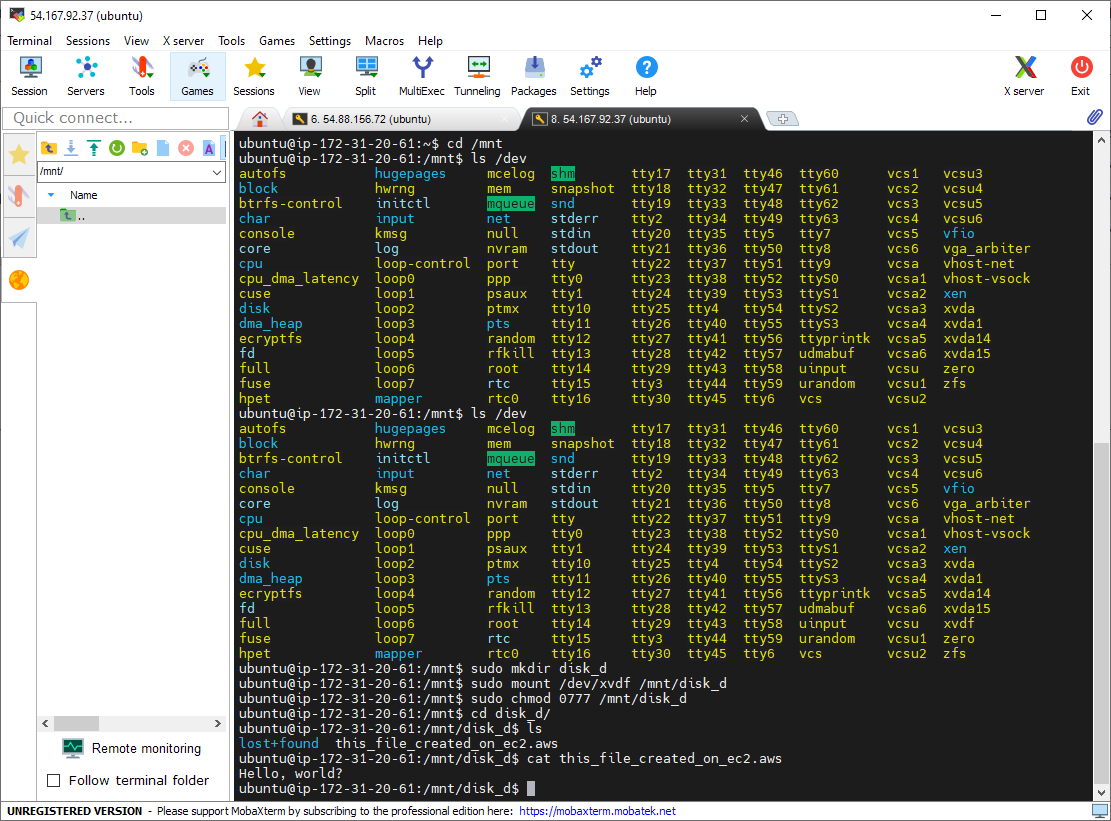 54.167.92.37 (ubuntu)
Terminal Sessions View X server Tools Games Settings Macros Help
Session Servers Tools Games Sessions View Split MultiExec Tunneling Packages Settings Help X server Exit
Quick connect...
6. 54.88.156.72 (ubuntu)
8. 54.167.92.37 (ubuntu)
/mnt/
Name
..
Remote monitoring
Follow terminal folder
ubuntu@ip-172-31-20-61:~$ cd /mnt
ubuntu@ip-172-31-20-61:/mnt$ ls /dev
autofs hugepages mcelog shm tty17 tty31 tty46 tty60 vcs1 vcsu3
block hwrng mem snapshot tty18 tty32 tty47 tty61 vcs2 vcsu4
btrfs-control initctl mqueue snd tty19 tty33 tty48 tty62 vcs3 vcsu5
char input net stderr tty2 tty34 tty49 tty63 vcs4 vcsu6
console kmsg null stdin tty20 tty35 tty5 tty7 vcs5 vfio
core log nvram stdout tty21 tty36 tty50 tty8 vcs6 vga_arbiter
cpu loop-control port tty tty22 tty37 tty51 tty9 vcsa vhost-net
cpu_dma_latency loop0 ppp tty0 tty23 tty38 tty52 ttyS0 vcsa1 vhost-vsock
cuse loop1 psaux tty1 tty24 tty39 tty53 ttyS1 vcsa2 xen
disk loop2 ptmx tty10 tty25 tty4 tty54 ttyS2 vcsa3 xvda
dma_heap loop3 pts tty11 tty26 tty40 tty55 ttyS3 vcsa4 xvda1
ecryptfs loop4 random tty12 tty27 tty41 tty56 ttyprintk vcsa5 xvda14
fd loop5 rfkill tty13 tty28 tty42 tty57 udmabuf vcsa6 xvda15
full loop6 root tty14 tty29 tty43 tty58 uinput vcsu zero
fuse loop7 rtc tty15 tty3 tty44 tty59 urandom vcsu1 zfs
hpet mapper rtc0 tty16 tty30 tty45 tty6 vcs vcsu2
ubuntu@ip-172-31-20-61:/mnt$ ls /dev
autofs hugepages mcelog shm tty17 tty31 tty46 tty60 vcs1 vcsu3
block hwrng mem snapshot tty18 tty32 tty47 tty61 vcs2 vcsu4
btrfs-control initctl mqueue snd tty19 tty33 tty48 tty62 vcs3 vcsu5
char input net stderr tty2 tty34 tty49 tty63 vcs4 vcsu6
console kmsg null stdin tty20 tty35 tty5 tty7 vcs5 vfio
core log nvram stdout tty21 tty36 tty50 tty8 vcs6 vga_arbiter
cpu loop-control port tty tty22 tty37 tty51 tty9 vcsa vhost-net
cpu_dma_latency loop0 ppp tty0 tty23 tty38 tty52 ttyS0 vcsa1 vhost-vsock
cuse loop1 psaux tty1 tty24 tty39 tty53 ttyS1 vcsa2 xen
disk loop2 ptmx tty10 tty25 tty4 tty54 ttyS2 vcsa3 xvda
dma_heap loop3 pts tty11 tty26 tty40 tty55 ttyS3 vcsa4 xvda1
ecryptfs loop4 random tty12 tty27 tty41 tty56 ttyprintk vcsa5 xvda14
fd loop5 rfkill tty13 tty28 tty42 tty57 udmabuf vcsa6 xvda15
full loop6 root tty14 tty29 tty43 tty58 uinput vcsu xvdf
fuse loop7 rtc tty15 tty3 tty44 tty59 urandom vcsu1 zero
hpet mapper rtc0 tty16 tty30 tty45 tty6 vcs vcsu2 zfs
ubuntu@ip-172-31-20-61:/mnt$ sudo mkdir disk_d
ubuntu@ip-172-31-20-61:/mnt$ sudo mount /dev/xvdf /mnt/disk_d
ubuntu@ip-172-31-20-61:/mnt$ sudo chmod 0777 /mnt/disk_d
ubuntu@ip-172-31-20-61:/mnt$ cd disk_d/
ubuntu@ip-172-31-20-61:/mnt/disk_d$ ls
lost+found this_file_created_on_ec2.aws
ubuntu@ip-172-31-20-61:/mnt/disk_d$ cat this_file_created_on_ec2.aws
Hello, world?
ubuntu@ip-172-31-20-61:/mnt/disk_d$
UNREGISTERED VERSION - Please support MobaXterm by subscribing to the professional edition here: https://mobaxterm.mobatek.net